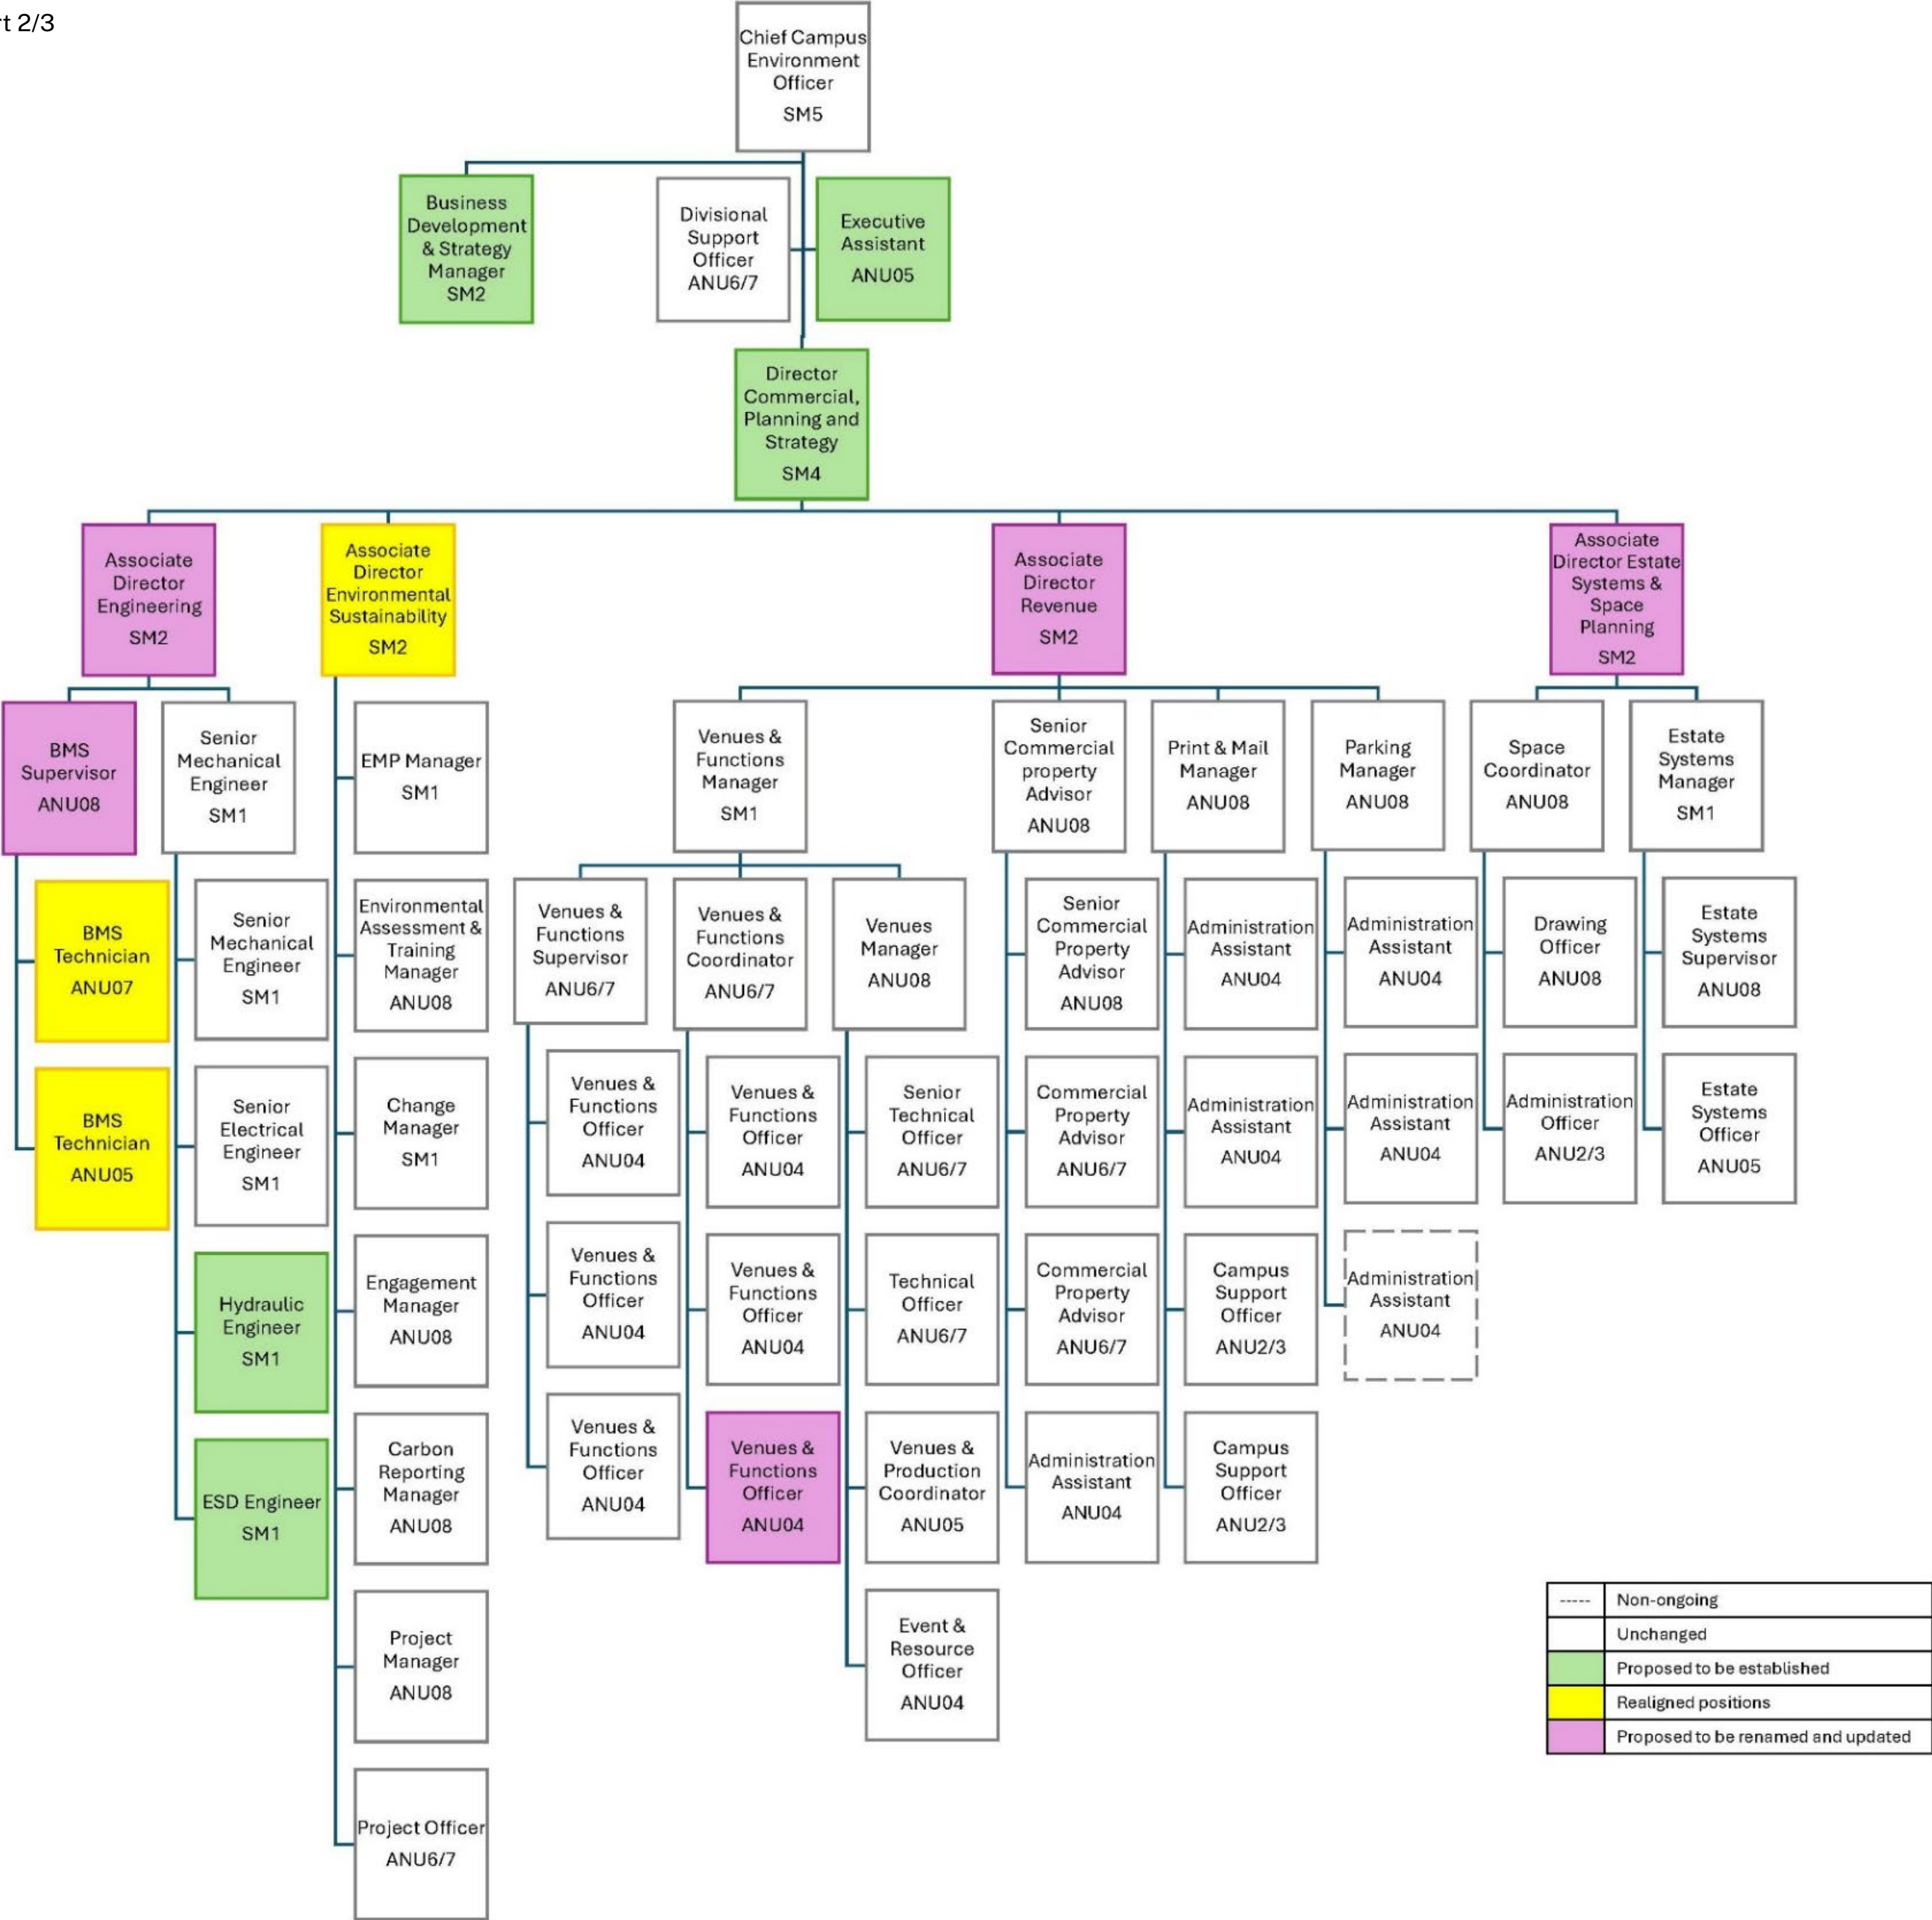 t 2/3
Chief Campus
Environment
Officer
SM5
Business
Development
& Strategy
Manager
SM2
Divisional
Support
Officer
ANU6/7
Executive
Assistant
ANU05
Director
Commercial,
Planning and
Strategy
SM4
Associate
Director
Engineering
SM2
Associate
Director
Environmental
Sustainability
SM2
Associate
Director
Revenue
SM2
Associate
Director Estate
Systems &
Space
Planning
SM2
BMS
Supervisor
ANU08
Senior
Mechanical
Engineer
SM1
EMP Manager
SM1
Venues &
Functions
Manager
SM1
Senior
Commercial
property
Advisor
ANU08
Print & Mail
Manager
ANU08
Parking
Manager
ANU08
Space
Coordinator
ANU08
Estate
Systems
Manager
SM1
BMS
Technician
ANU07
Senior
Mechanical
Engineer
SM1
Environmental
Assessment &
Training
Manager
ANU08
Venues &
Functions
Supervisor
ANU6/7
Venues &
Functions
Coordinator
ANU6/7
Venues
Manager
ANU08
Senior
Commercial
Property
Advisor
ANU08
Administration
Assistant
ANU04
Administration
Assistant
ANU04
Drawing
Officer
ANU08
Estate
Systems
Supervisor
ANU08
BMS
Technician
ANU05
Senior
Electrical
Engineer
SM1
Change
Manager
SM1
Venues &
Functions
Officer
ANU04
Venues &
Functions
Officer
ANU04
Senior
Technical
Officer
ANU6/7
Commercial
Property
Advisor
ANU6/7
Administration
Assistant
ANU04
Administration
Assistant
ANU04
Administration
Officer
ANU2/3
Estate
Systems
Officer
ANU05
Hydraulic
Engineer
SM1
Engagement
Manager
ANU08
Venues &
Functions
Officer
ANU04
Venues &
Functions
Officer
ANU04
Technical
Officer
ANU6/7
Commercial
Property
Advisor
ANU6/7
Campus
Support
Officer
ANU2/3
Administration
Assistant
ANU04
ESD Engineer
SM1
Carbon
Reporting
Manager
ANU08
Venues &
Functions
Officer
ANU04
Venues &
Functions
Officer
ANU04
Venues &
Production
Coordinator
ANU05
Administration
Assistant
ANU04
Campus
Support
Officer
ANU2/3
Project
Manager
ANU08
Event &
Resource
Officer
ANU04
Project Officer
ANU6/7
----- Non-ongoing
Unchanged
Proposed to be established
Realigned positions
Proposed to be renamed and updated